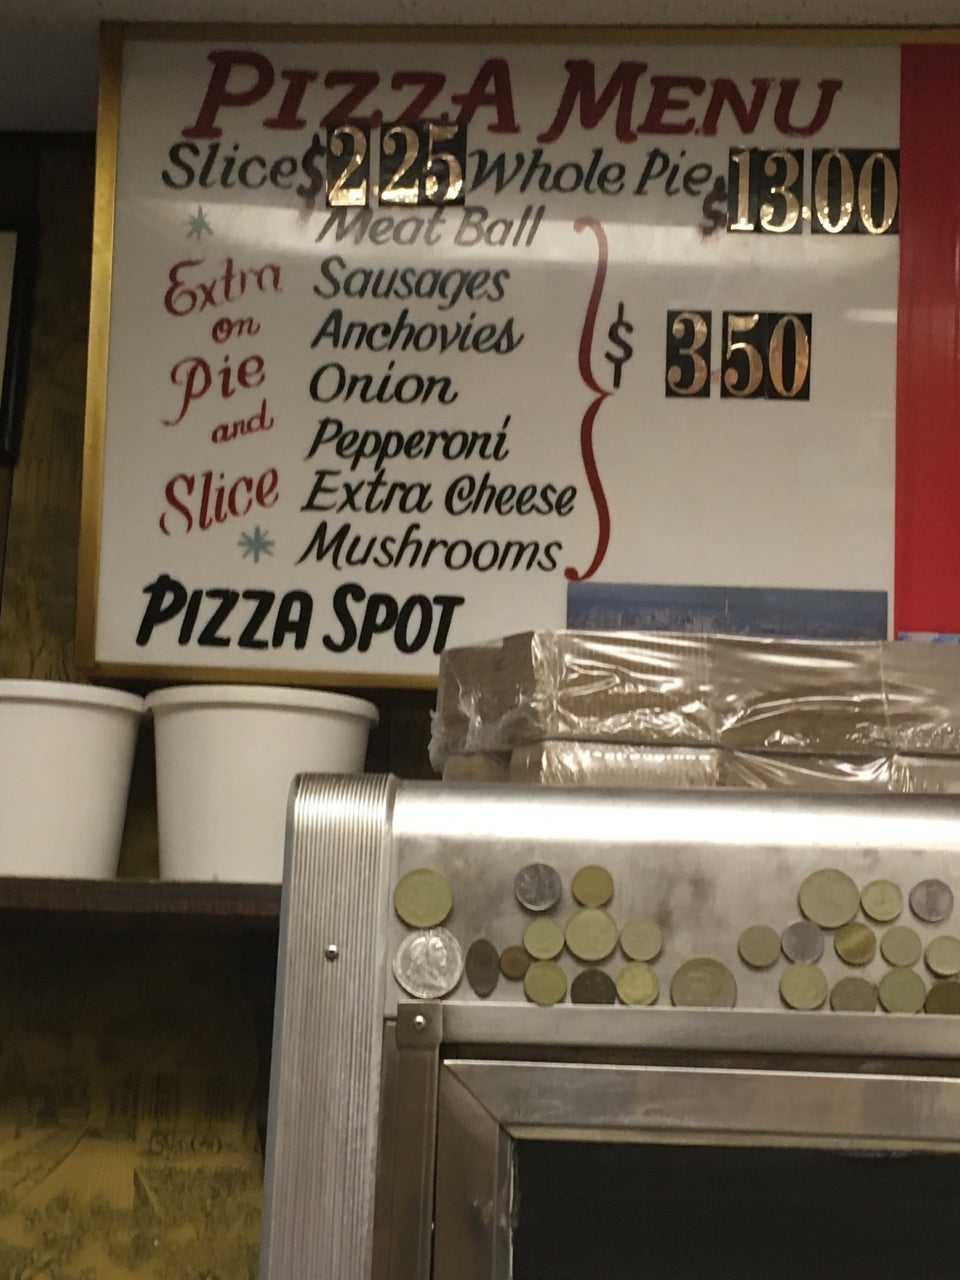 PIZZA MENU
Slice $2.25 Whole Pie $13.00
* Meat Ball
Extra Sausages
on Anchovies
Pie Onion
and Pepperoni
Slice Extra Cheese
* Mushrooms
$ 3.50
PIZZA SPOT